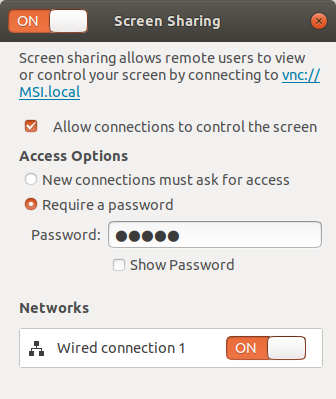 ON Screen Sharing
Screen sharing allows remote users to view
or control your screen by connecting to vnc://
MSI.local
Allow connections to control the screen
Access Options
New connections must ask for access
Require a password
Password: ●●●●●
Show Password
Networks
Wired connection 1 ON